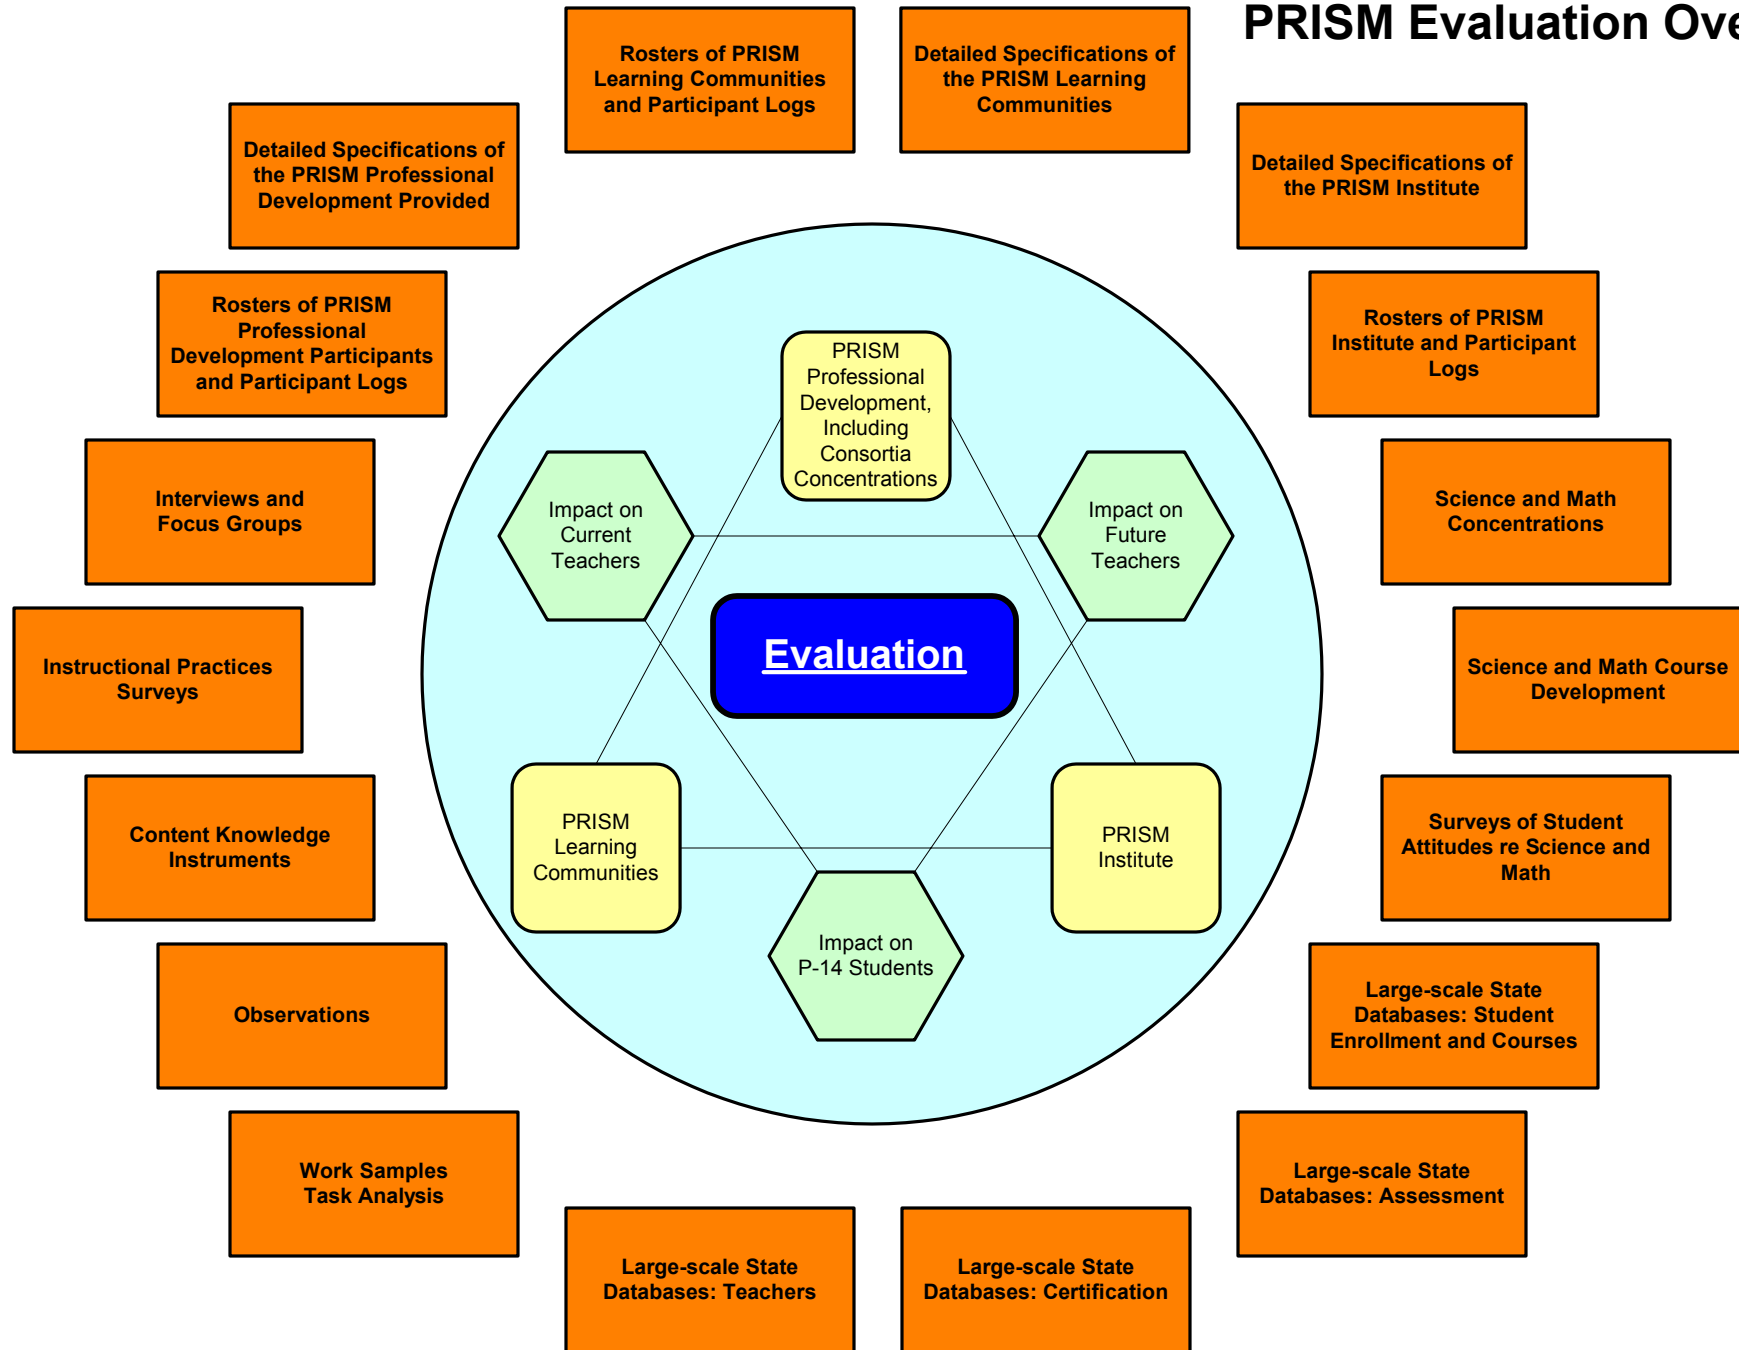 PRISM Evaluation Ove
Rosters of PRISM
Learning Communities
and Participant Logs
Detailed Specifications of
the PRISM Learning
Communities
Detailed Specifications of
the PRISM Professional
Development Provided
Detailed Specifications of
the PRISM Institute
Rosters of PRISM
Professional
Development Participants
and Participant Logs
Rosters of PRISM
Institute and Participant
Logs
PRISM
Professional
Development,
Including
Consortia
Concentrations
Interviews and
Focus Groups
Impact on
Current
Teachers
Impact on
Future
Teachers
Science and Math
Concentrations
Instructional Practices
Surveys
Evaluation
Science and Math Course
Development
Content Knowledge
Instruments
PRISM
Learning
Communities
PRISM
Institute
Surveys of Student
Attitudes re Science and
Math
Observations
Impact on
P-14 Students
Large-scale State
Databases: Student
Enrollment and Courses
Work Samples
Task Analysis
Large-scale State
Databases: Assessment
Large-scale State
Databases: Teachers
Large-scale State
Databases: Certification